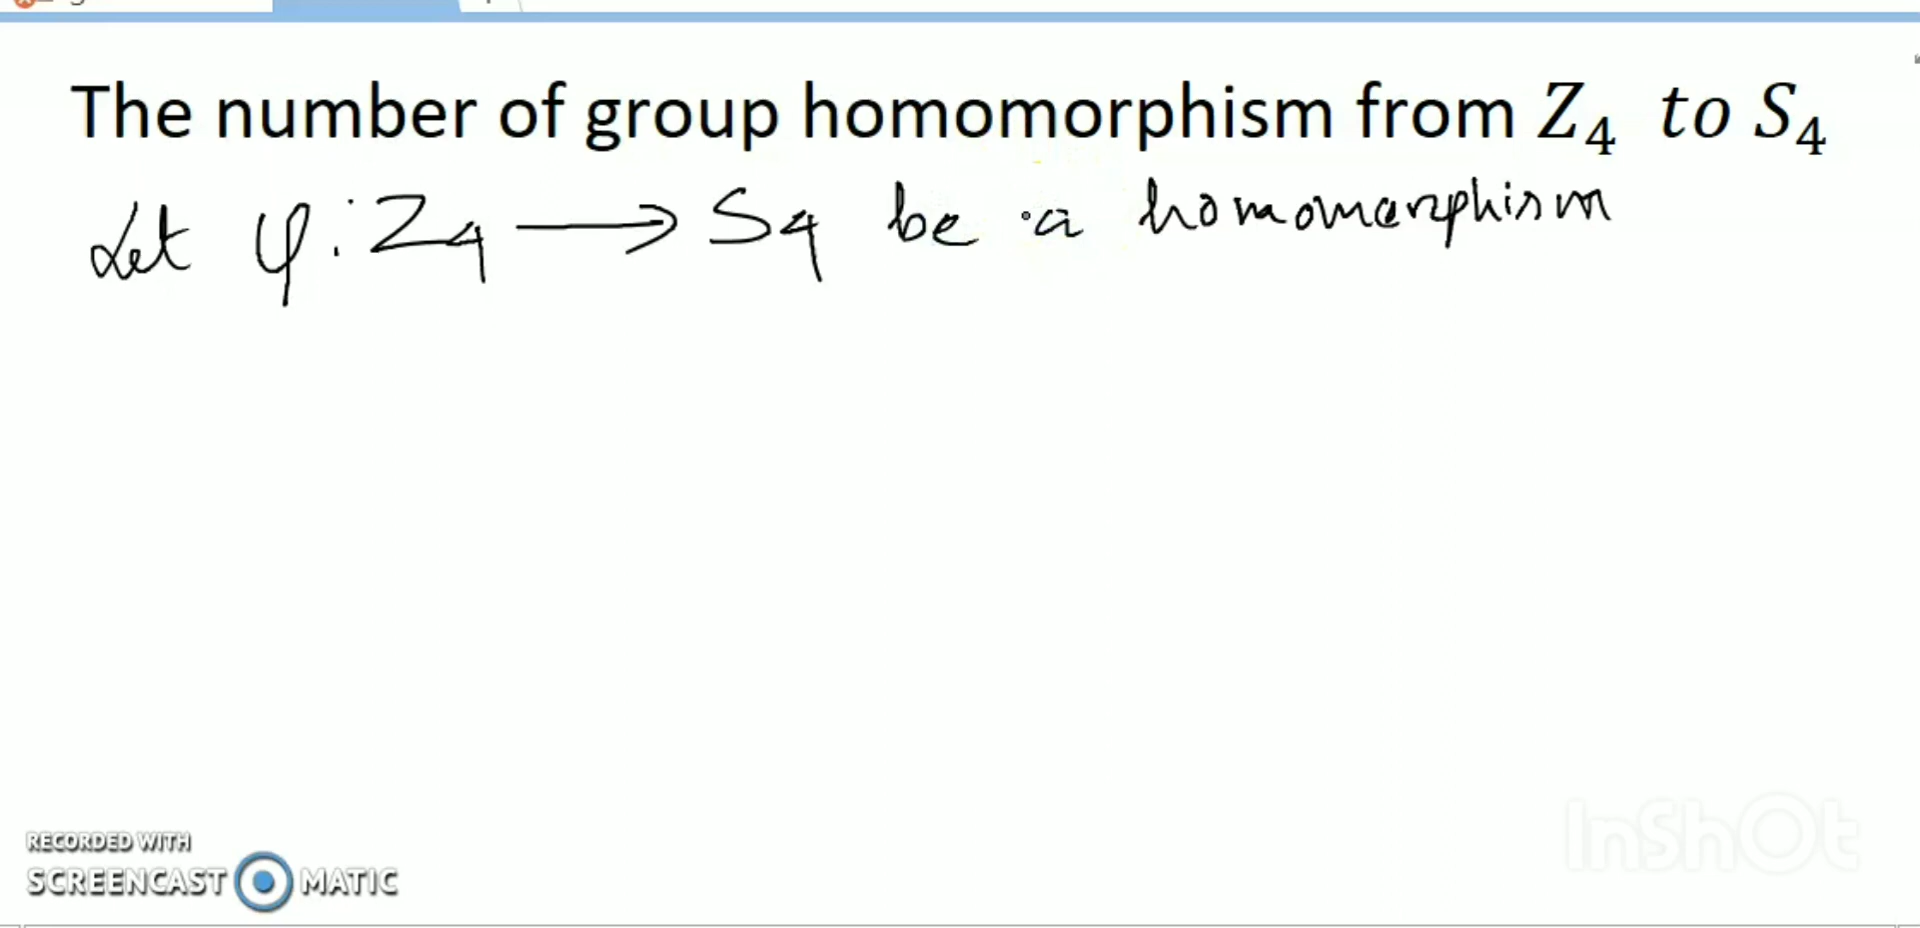 The number of group homomorphism from Z₄ to S₄
Let φ: Z₄ ⟶ S₄ be a homomorphism
RECORDED WITH
SCREENCAST MATIC
InShOt